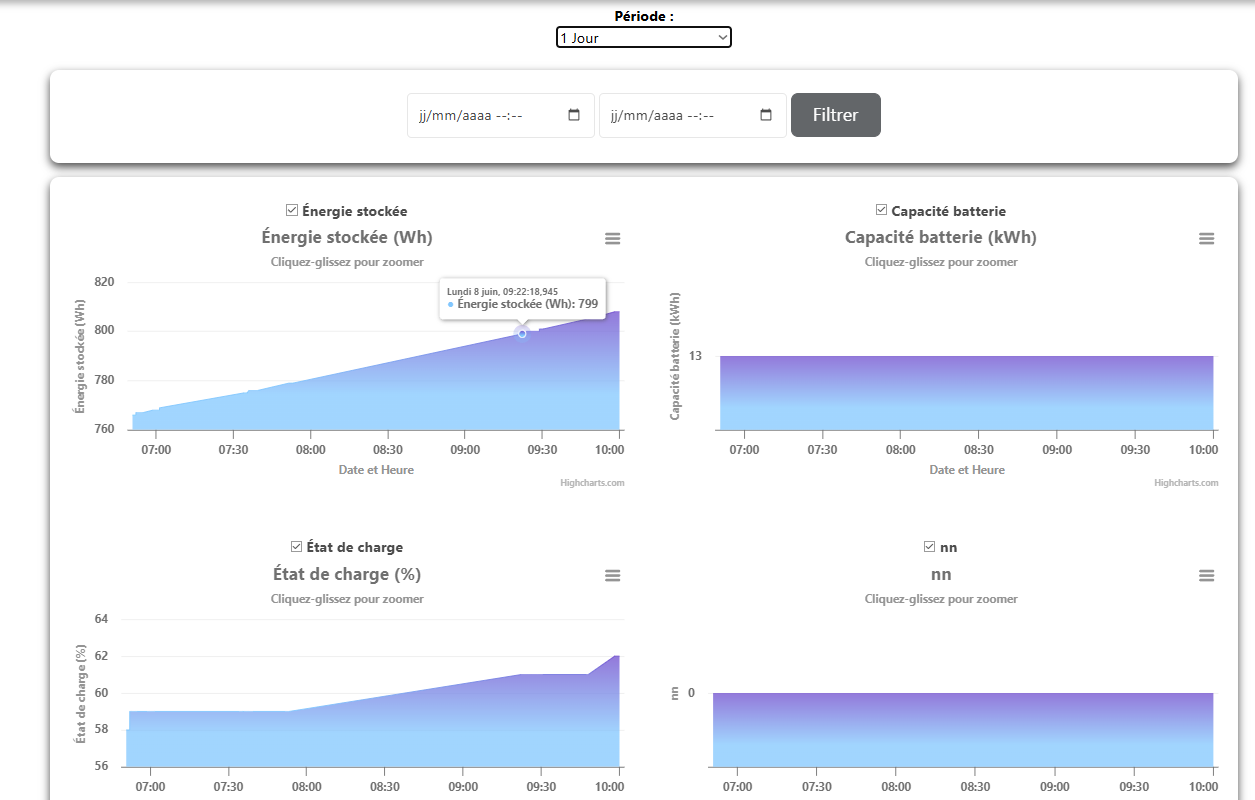 Période :
1 Jour
jj/mm/aaaa --:--
jj/mm/aaaa --:--
Filtrer
Énergie stockée
Énergie stockée (Wh)
Cliquez-glissez pour zoomer
Lundi 8 juin, 09:22:18,945
Énergie stockée (Wh): 799
Énergie stockée (Wh)
820
800
780
760
07:00 07:30 08:00 08:30 09:00 09:30 10:00
Date et Heure
Highcharts.com
Capacité batterie
Capacité batterie (kWh)
Cliquez-glissez pour zoomer
Capacité batterie (kWh)
13
07:00 07:30 08:00 08:30 09:00 09:30 10:00
Date et Heure
Highcharts.com
État de charge
État de charge (%)
Cliquez-glissez pour zoomer
État de charge (%)
64
62
60
58
56
07:00 07:30 08:00 08:30 09:00 09:30 10:00
nn
nn
Cliquez-glissez pour zoomer
nn
0
07:00 07:30 08:00 08:30 09:00 09:30 10:00